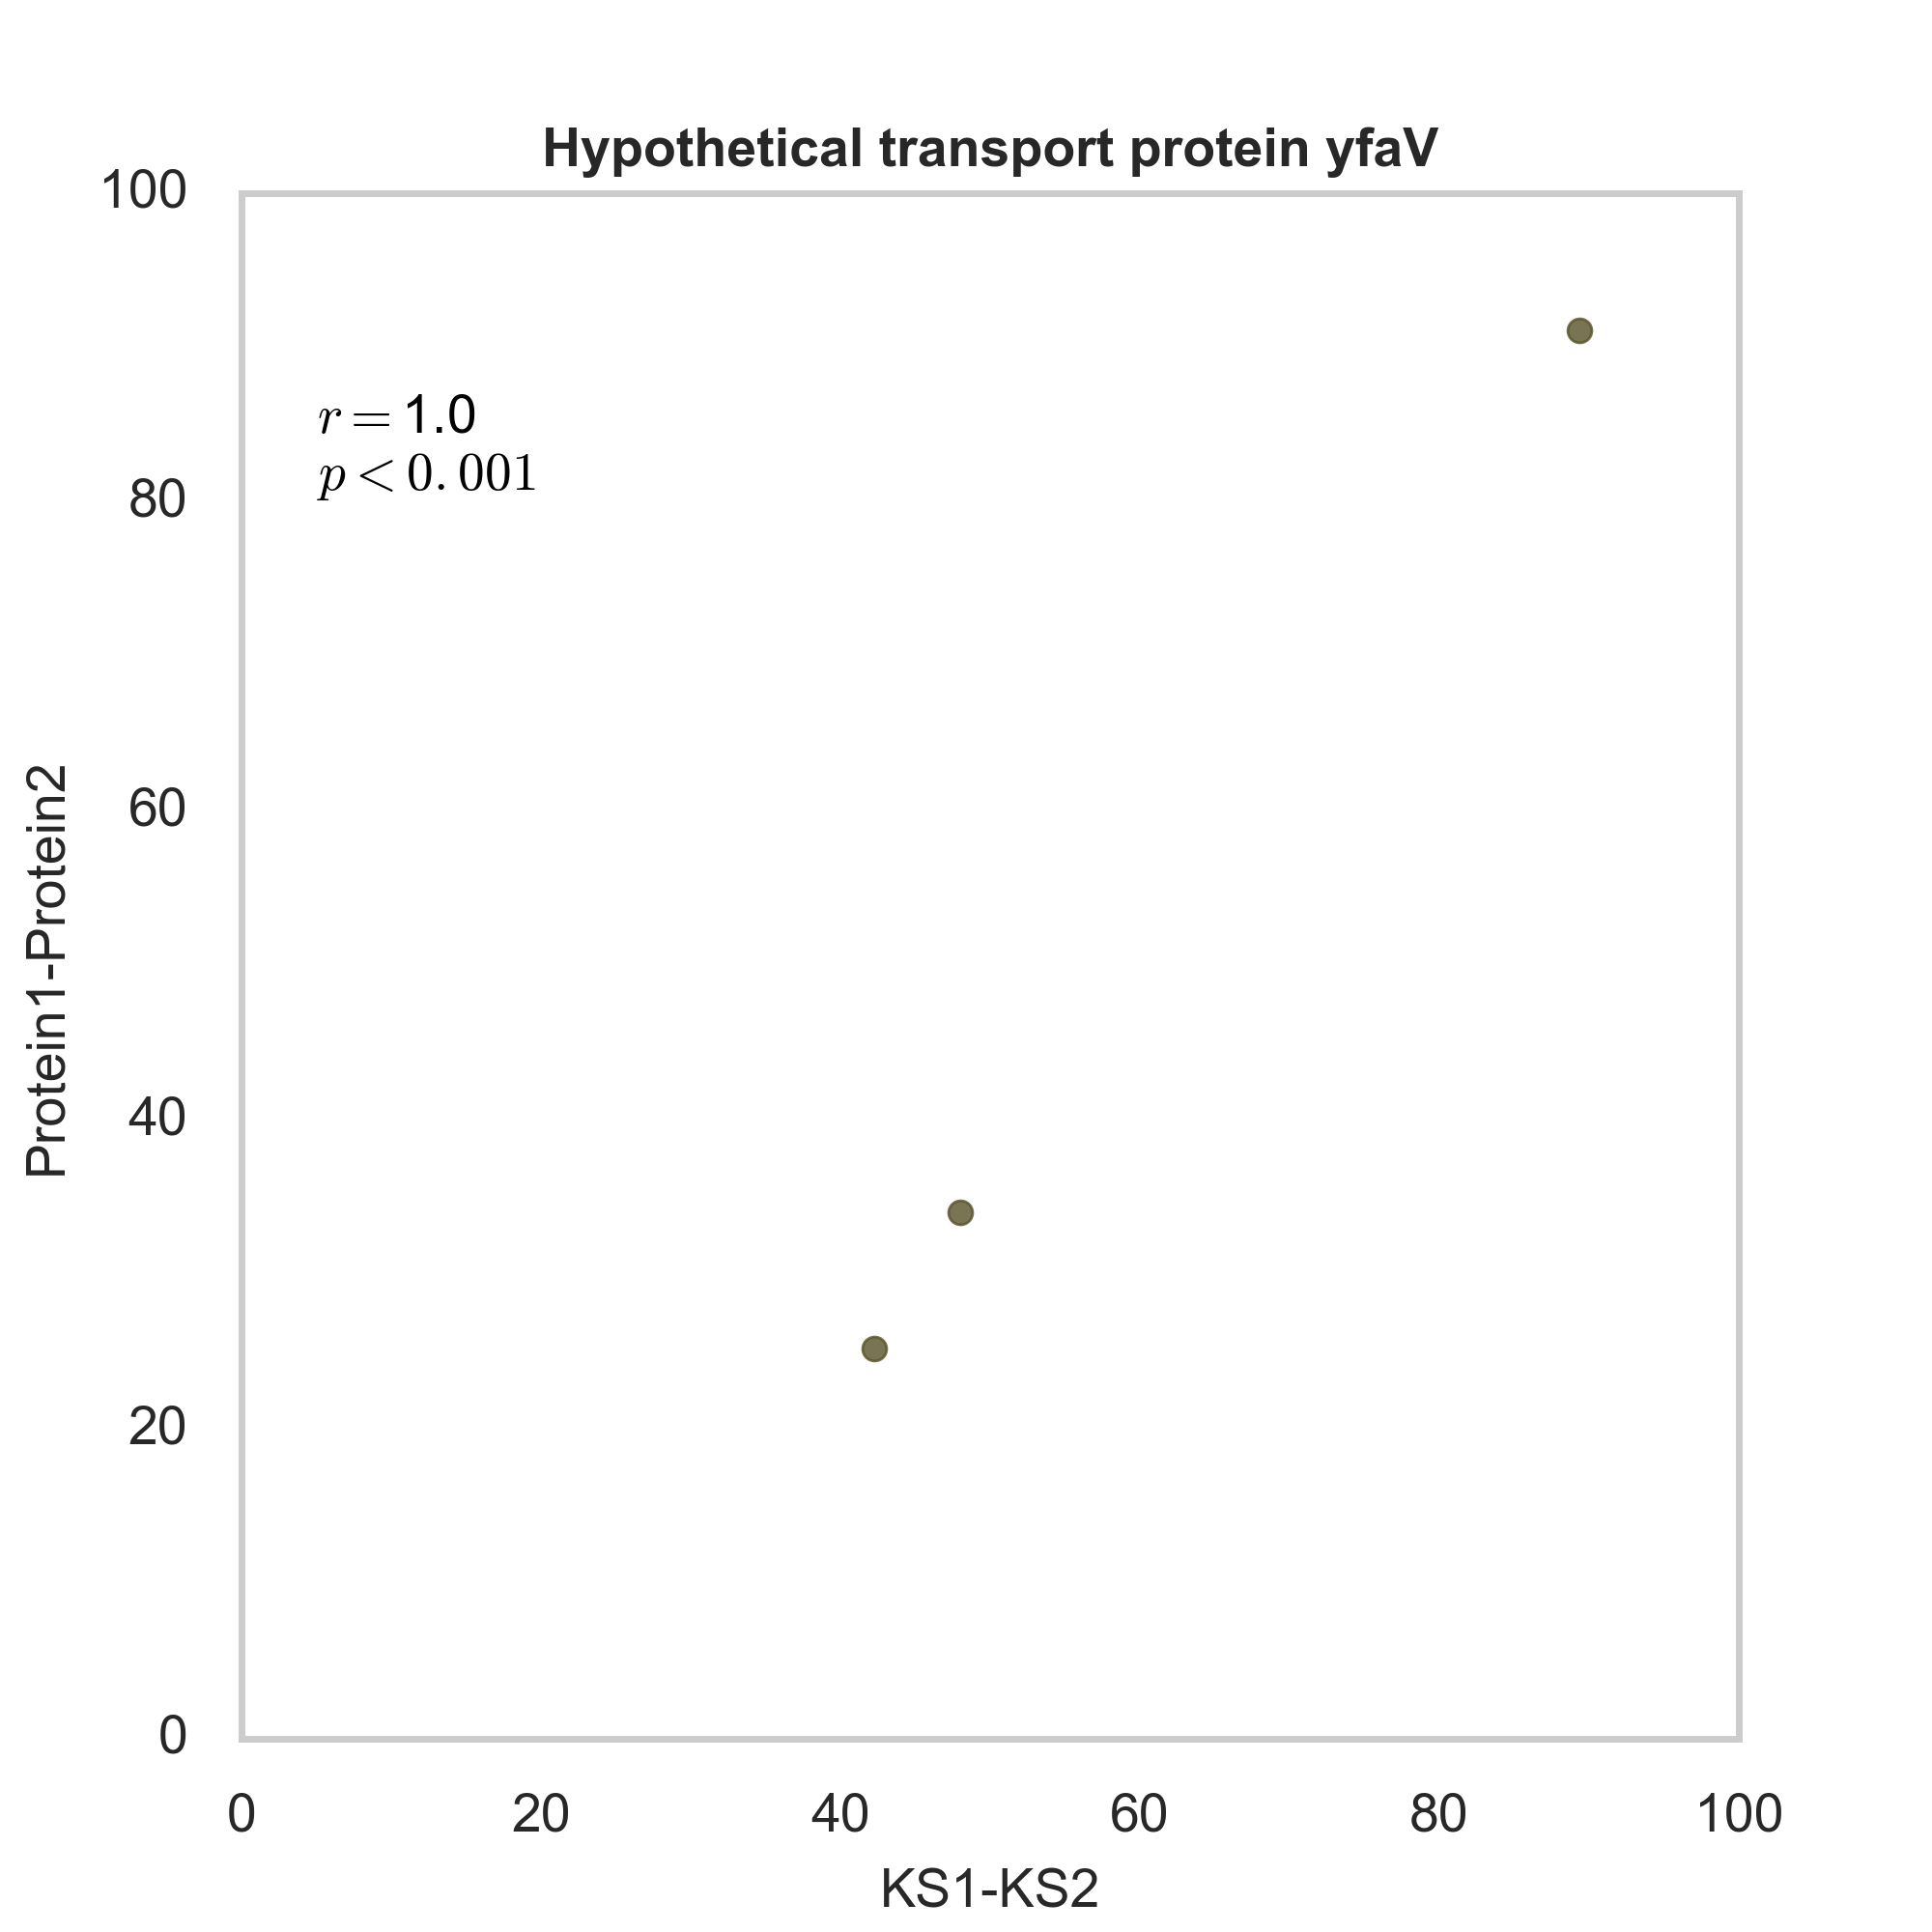 Hypothetical transport protein yfaV
100
r = 1.0
p < 0.001
80
60
40
20
0
Protein1-Protein2
0 20 40 60 80 100
KS1-KS2